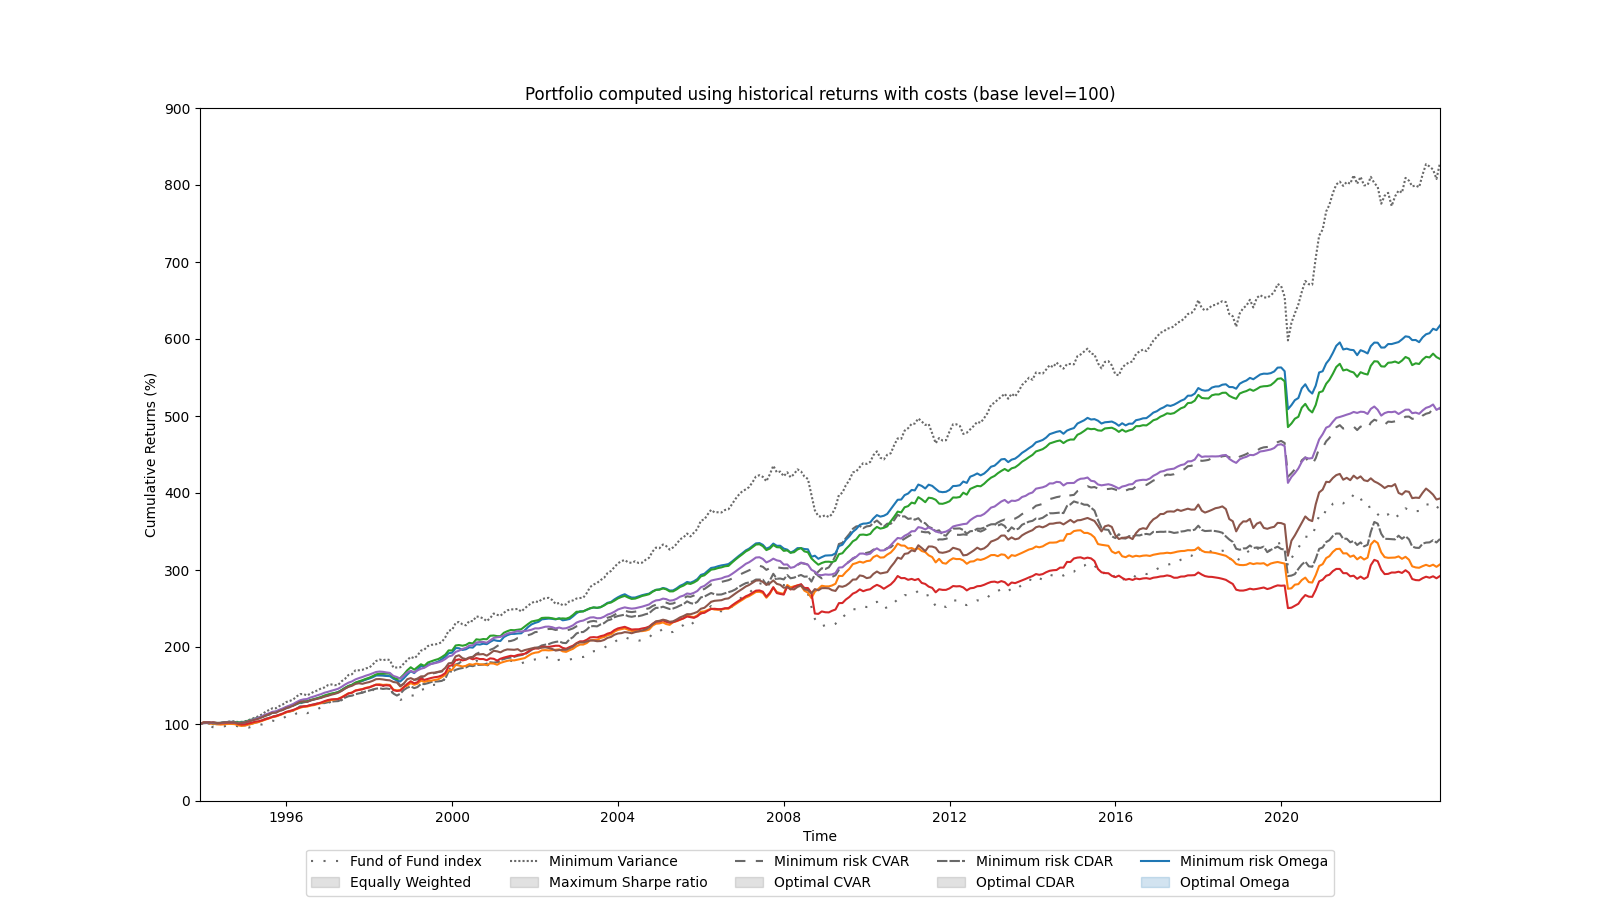 Portfolio computed using historical returns with costs (base level=100)
900
800
700
600
500
400
300
200
100
0
Cumulative Returns (%)
1996 2000 2004 2008 2012 2016 2020
Time
Fund of Fund index Minimum Variance Minimum risk CVAR Minimum risk CDAR Minimum risk Omega
Equally Weighted Maximum Sharpe ratio Optimal CVAR Optimal CDAR Optimal Omega